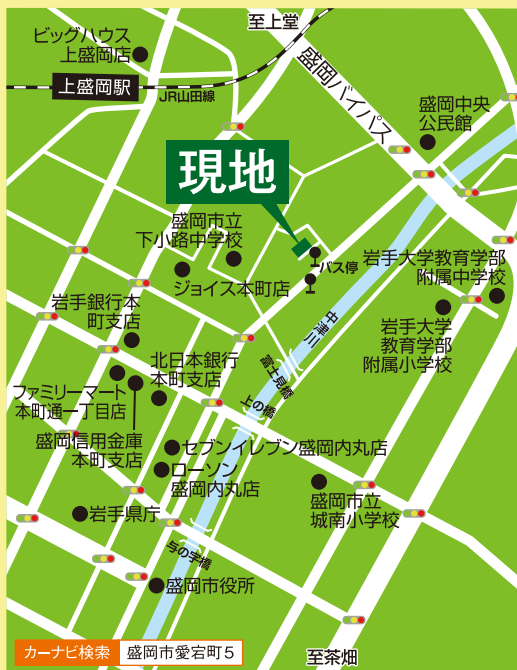 至上堂
ビッグハウス
上盛岡店
盛岡バイパス
上盛岡駅
JR山田線
盛岡中央
公民館
現地
盛岡市立
下小路中学校
バス停
岩手大学教育学部
附属中学校
ジョイス本町店
岩手銀行本
町支店
中津川
岩手大学
教育学部
附属小学校
北日本銀行
本町支店
富士見橋
ファミリーマート
本町通一丁目店
上の橋
盛岡信用金庫
本町支店
セブンイレブン盛岡内丸店
ローソン
盛岡内丸店
盛岡市立
城南小学校
岩手県庁
与の字橋
盛岡市役所
カーナビ検索 盛岡市愛宕町5
至茶畑